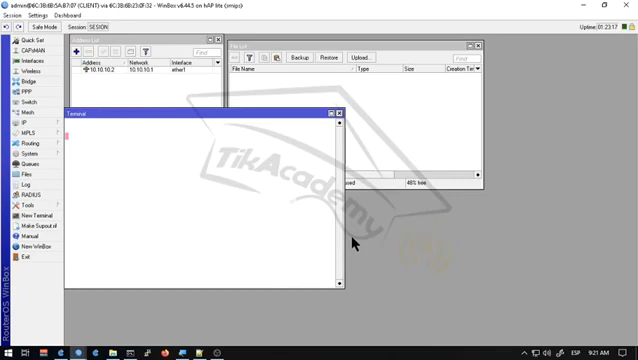 admin@6C:3B:6B:5A:B7:07 (CLIENT) via 6C:3B:6B:23:0F:32 - WinBox v6.44.5 on hAP lite (smips)
Session Settings Dashboard
Safe Mode Session: SESION Uptime: 01:23:17
Quick Set
CAPsMAN
Interfaces
Wireless
Bridge
PPP
Switch
Mesh
IP
MPLS
Routing
System
Queues
Files
Log
RADIUS
Tools
New Terminal
Make Supout.rif
Manual
New WinBox
Exit
RouterOS WinBox
Address List
Find
Address Network Interface
10.10.10.2 10.10.10.1 ether1
File List
Backup Restore Upload... Find
File Name Type Size Creation Ti
48% free
Terminal
TikAcademy
ESP 9:21 AM